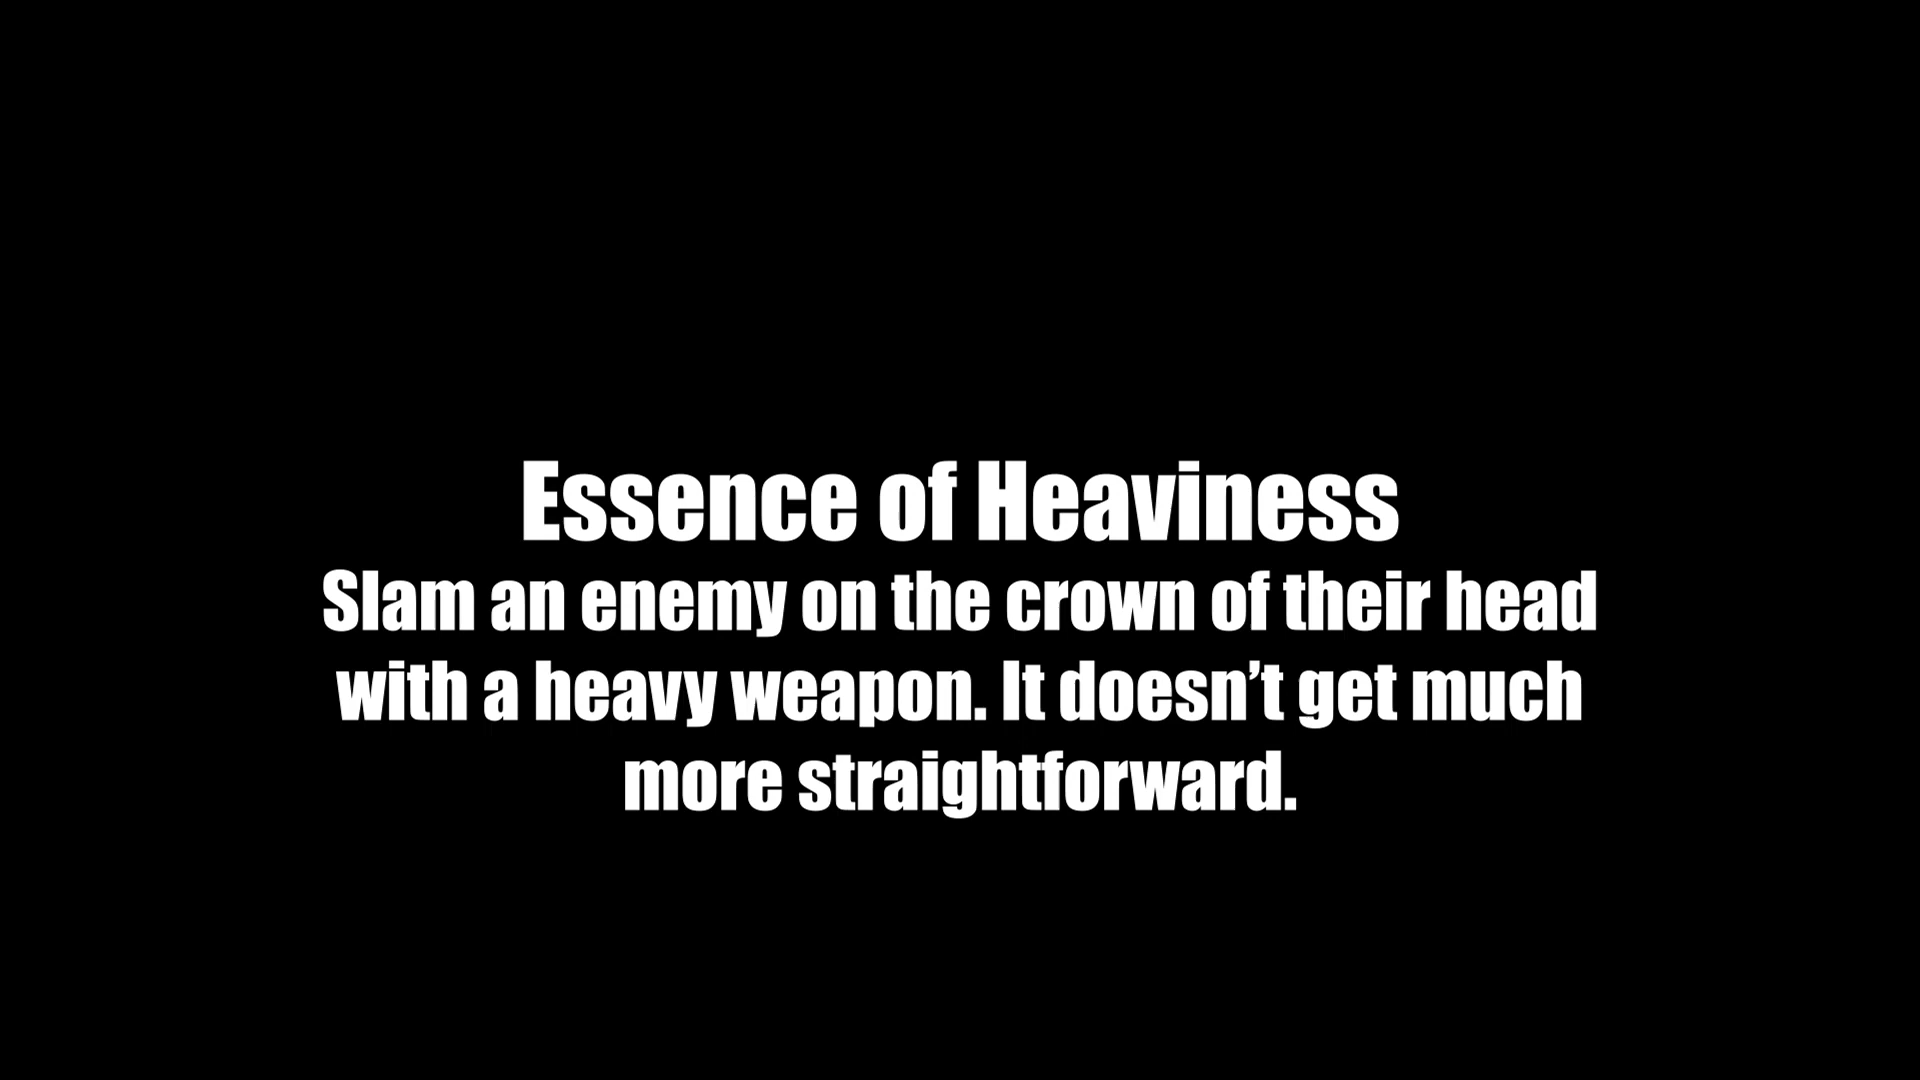 Essence of Heaviness
Slam an enemy on the crown of their head
with a heavy weapon. It doesn’t get much
more straightforward.